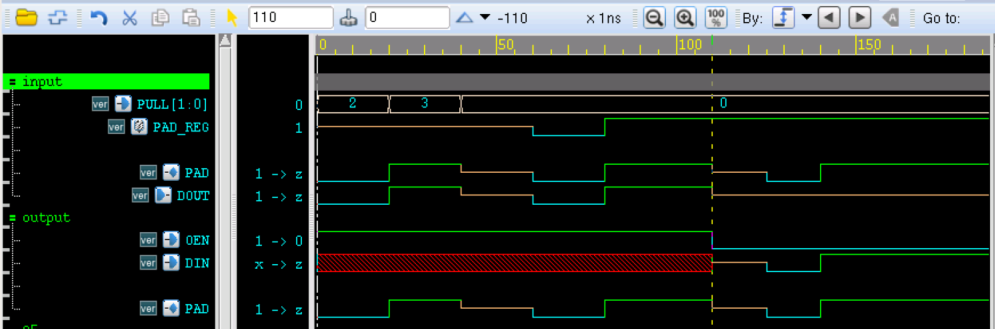 110 0 -110 x 1ns 100 % By: Go to:
0 50 100 150
input
ver PULL[1:0] 0 2 3 0
ver PAD_REG 1
ver PAD 1 -> z
ver DOUT 1 -> z
output
ver OEN 1 -> 0
ver DIN x -> z
ver PAD 1 -> z